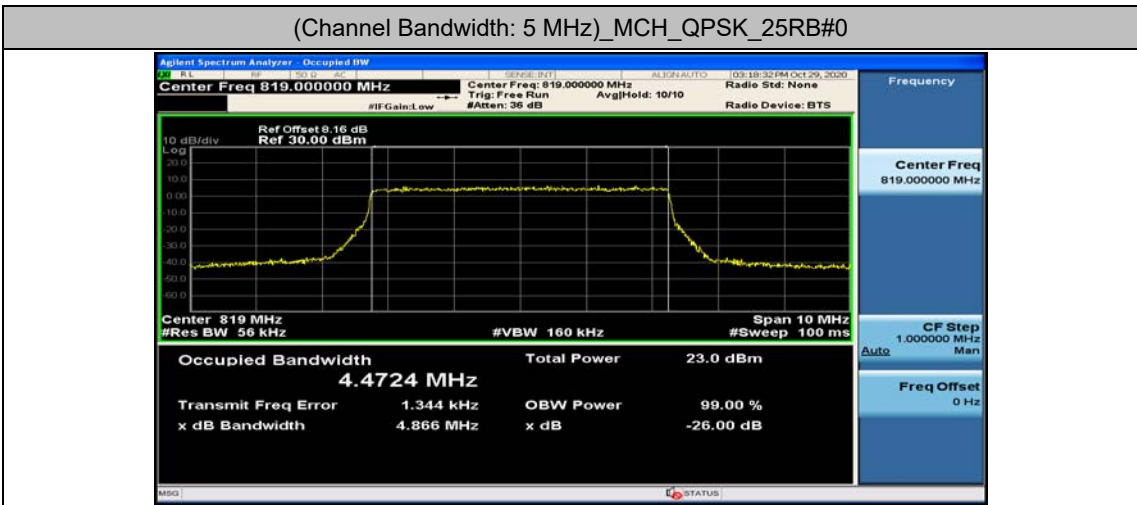 (Channel Bandwidth: 5 MHz)_MCH_QPSK_25RB#0
Agilent Spectrum Analyzer - Occupied BW
RL RF 50 Ω AC SENSE:INT ALIGN AUTO 03:18:32 PM Oct 29, 2020
Center Freq 819.000000 MHz
Center Freq: 819.000000 MHz
Radio Std: None
Trig: Free Run Avg|Hold: 10/10
#IFGain:Low #Atten: 36 dB Radio Device: BTS
Frequency
Ref Offset 8.16 dB
10 dB/div Ref 30.00 dBm
Log
20.0
10.0
0.00
-10.0
-20.0
-30.0
-40.0
-50.0
-60.0
Center 819 MHz Span 10 MHz
#Res BW 56 kHz #VBW 160 kHz #Sweep 100 ms
Occupied Bandwidth Total Power 23.0 dBm
4.4724 MHz
Transmit Freq Error 1.344 kHz OBW Power 99.00 %
x dB Bandwidth 4.866 MHz x dB -26.00 dB
Center Freq
819.000000 MHz
CF Step
1.000000 MHz
Auto Man
Freq Offset
0 Hz
MSG STATUS